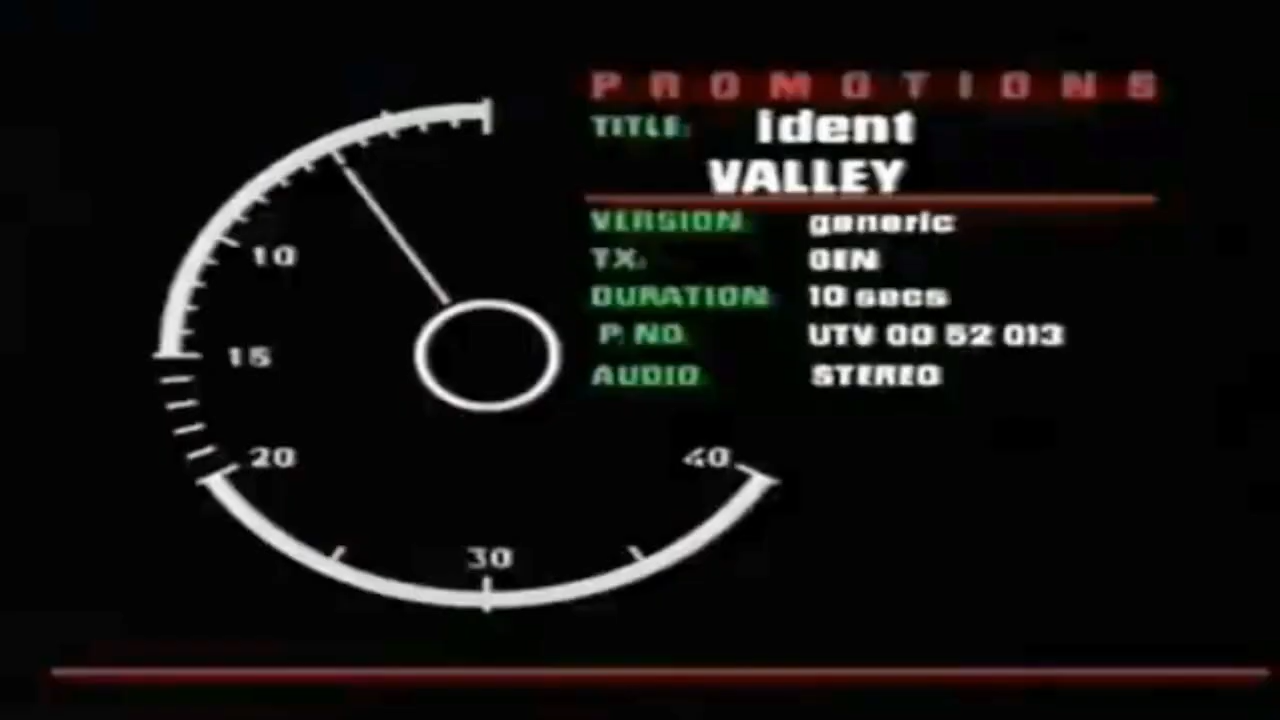 PROMOTIONS
TITLE: ident
VALLEY
VERSION: generic
TX: GEN
DURATION: 10 secs
P. NO. UTV 00 52 013
AUDIO STEREO
10
15
20
40
30